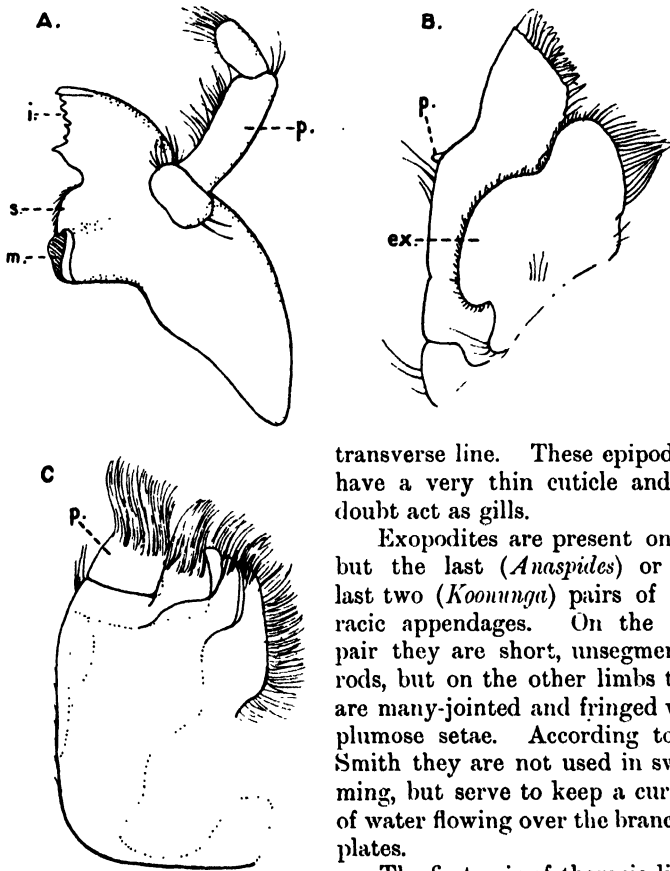 A.
B.
i.
p.
s.
m.
p.
ex.
C
p.
transverse line. These epipod
have a very thin cuticle and
doubt act as gills.
Exopodites are present on
but the last (Anaspides) or
last two (Koonunga) pairs of
racic appendages. On the
pair they are short, unsegmen
rods, but on the other limbs t
are many-jointed and fringed
plumose setae. According to
Smith they are not used in sw
ming, but serve to keep a cur
of water flowing over the branc
plates.